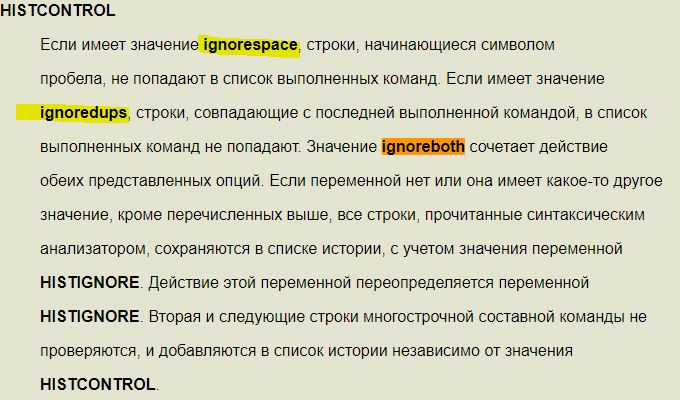 HISTCONTROL
Если имеет значение ignorespace, строки, начинающиеся символом
пробела, не попадают в список выполненных команд. Если имеет значение
ignoredups, строки, совпадающие с последней выполненной командой, в список
выполненных команд не попадают. Значение ignoreboth сочетает действие
обеих представленных опций. Если переменной нет или она имеет какое-то другое
значение, кроме перечисленных выше, все строки, прочитанные синтаксическим
анализатором, сохраняются в списке истории, с учетом значения переменной
HISTIGNORE. Действие этой переменной переопределяется переменной
HISTIGNORE. Вторая и следующие строки многострочной составной команды не
проверяются, и добавляются в список истории независимо от значения
HISTCONTROL.